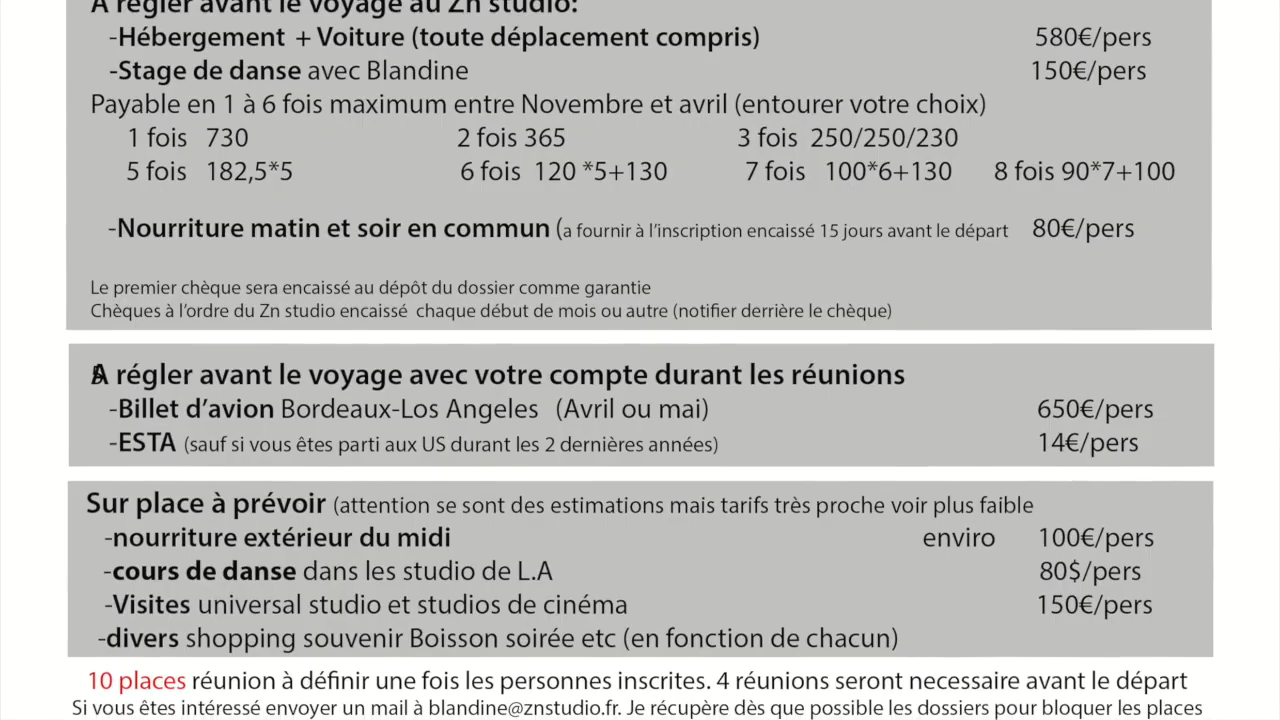 A régler avant le voyage au Zn studio:
-Hébergement + Voiture (toute déplacement compris) 580€/pers
-Stage de danse avec Blandine 150€/pers
Payable en 1 à 6 fois maximum entre Novembre et avril (entourer votre choix)
1 fois 730 2 fois 365 3 fois 250/250/230
5 fois 182,5*5 6 fois 120 *5+130 7 fois 100*6+130 8 fois 90*7+100
-Nourriture matin et soir en commun (a fournir à l'inscription encaissé 15 jours avant le départ 80€/pers
Le premier chèque sera encaissé au dépôt du dossier comme garantie
Chèques à l'ordre du Zn studio encaissé chaque début de mois ou autre (notifier derrière le chèque)
A régler avant le voyage avec votre compte durant les réunions
-Billet d'avion Bordeaux-Los Angeles (Avril ou mai) 650€/pers
-ESTA (sauf si vous êtes parti aux US durant les 2 dernières années) 14€/pers
Sur place à prévoir (attention se sont des estimations mais tarifs très proche voir plus faible
-nourriture extérieur du midi enviro 100€/pers
-cours de danse dans les studio de L.A 80$/pers
-Visites universal studio et studios de cinéma 150€/pers
-divers shopping souvenir Boisson soirée etc (en fonction de chacun)
10 places réunion à définir une fois les personnes inscrites. 4 réunions seront necessaire avant le départ
Si vous êtes intéressé envoyer un mail à blandine@znstudio.fr. Je récupère dès que possible les dossiers pour bloquer les places